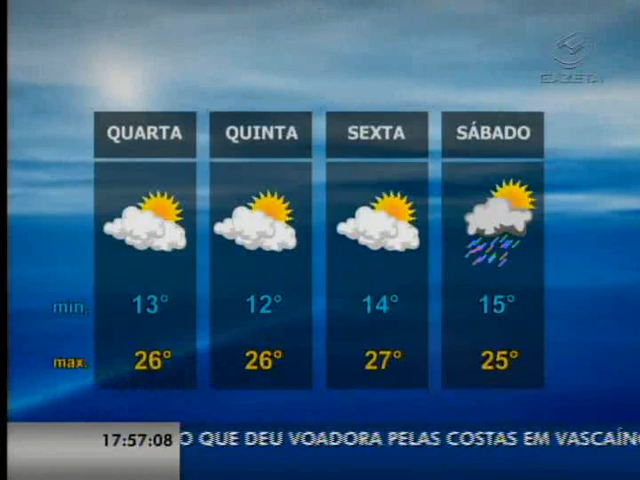 GAZETA
QUARTA QUINTA SEXTA SÁBADO
min. 13° 12° 14° 15°
max. 26° 26° 27° 25°
17:57:08 O QUE DEU VOADORA PELAS COSTAS EM VASCAÍN